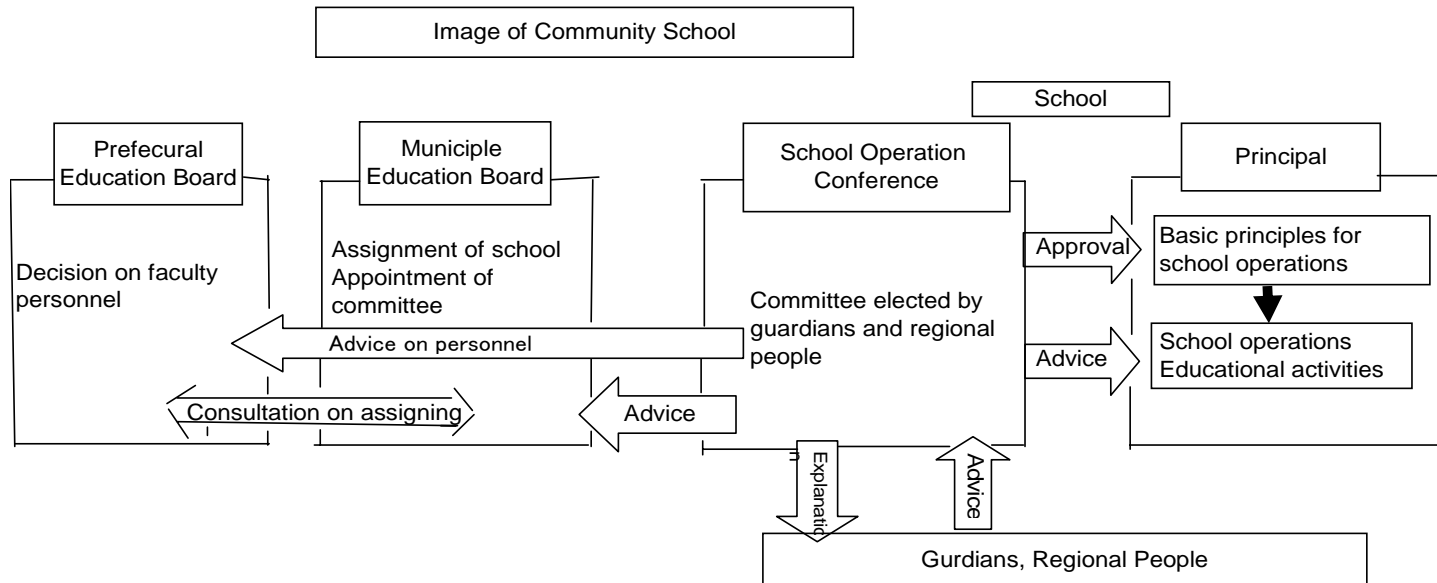 Image of Community School
School
Prefecural
Education Board
Municiple
Education Board
School Operation
Conference
Principal
Decision on faculty
personnel
Assignment of school
Appointment of
committee
Committee elected by
guardians and regional
people
Approval
Basic principles for
school operations
Advice on personnel
Advice
School operations
Educational activities
Consultation on assigning
Advice
Explanatio
n
Advice
Gurdians, Regional People